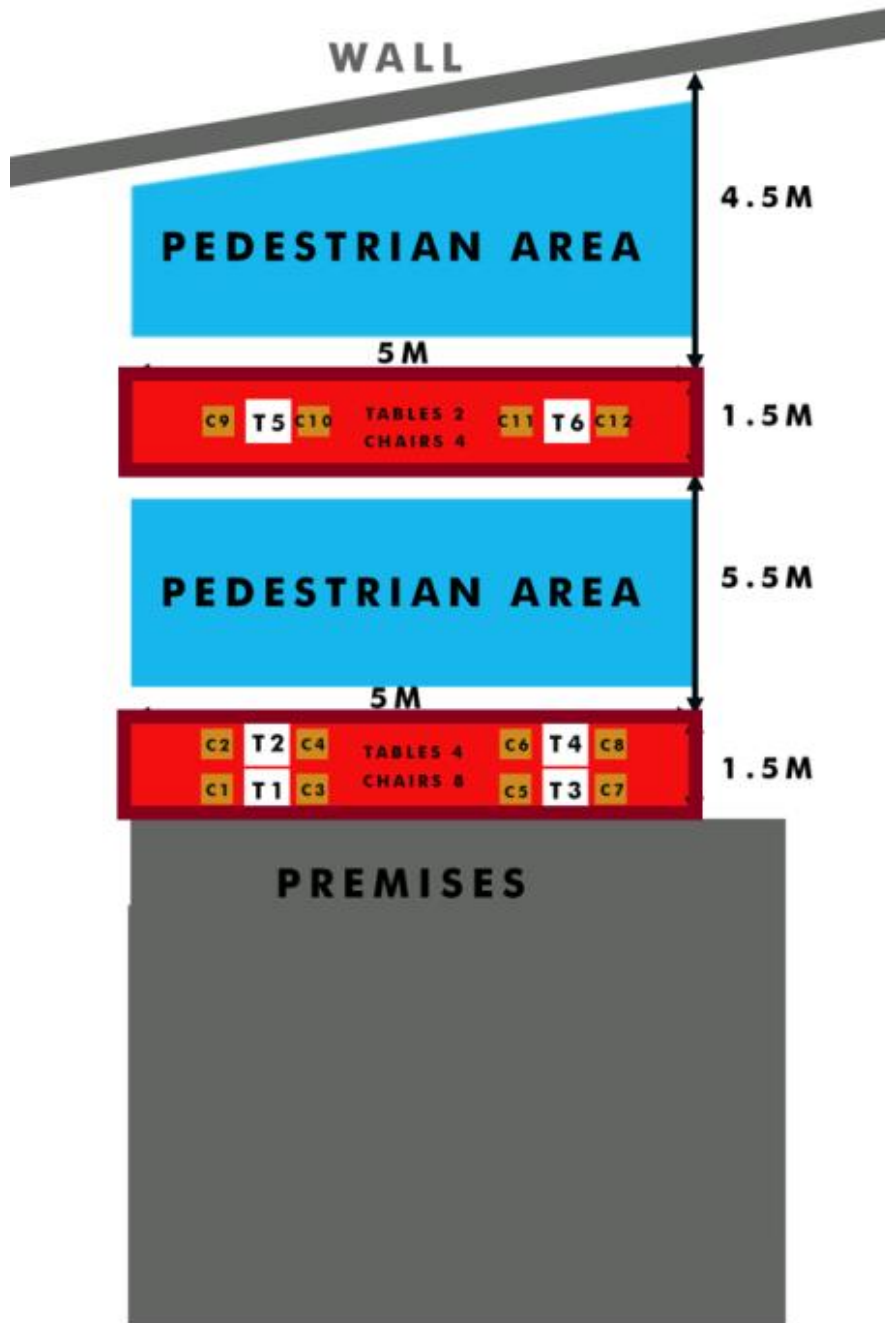 WALL
4.5M
PEDESTRIAN AREA
5M
C9 T5 C10 TABLES 2 C11 T6 C12
CHAIRS 4
1.5M
PEDESTRIAN AREA
5.5M
5M
C2 T2 C4 TABLES 4 C6 T4 C8
C1 T1 C3 CHAIRS 8 C5 T3 C7
1.5M
PREMISES